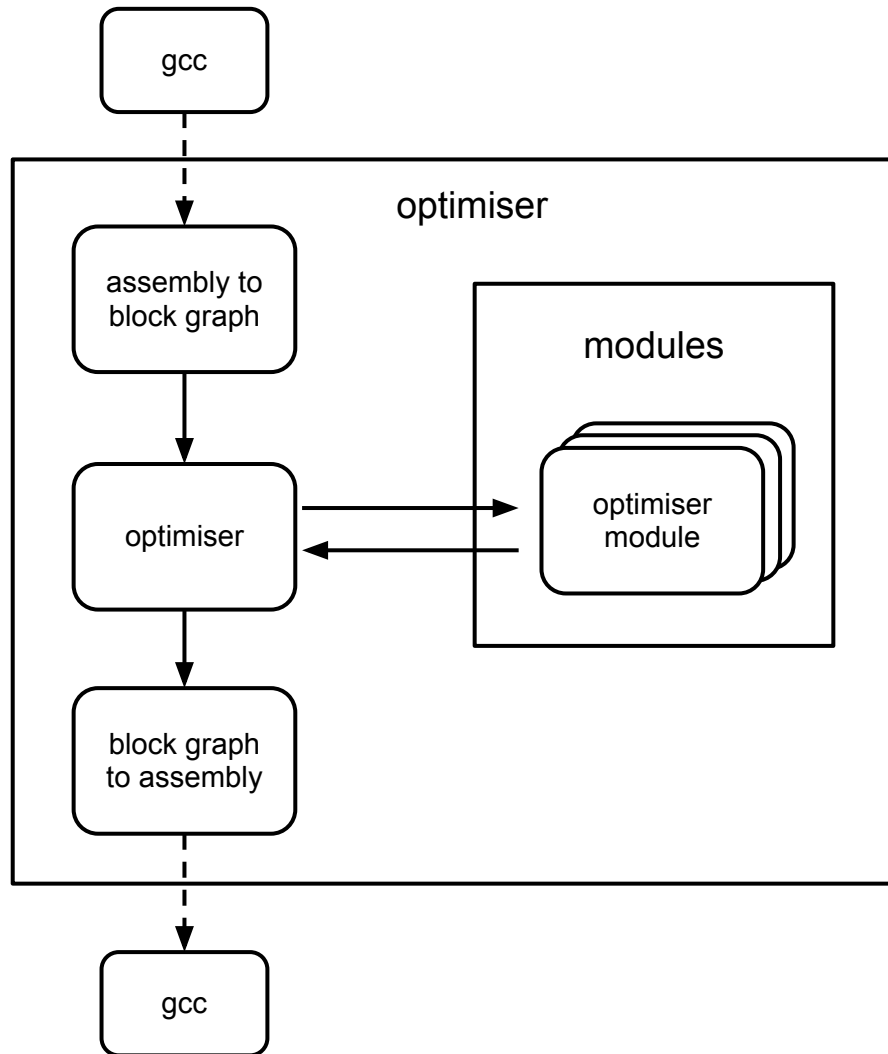 gcc
optimiser
assembly to
block graph
modules
optimiser
optimiser
module
block graph
to assembly
gcc